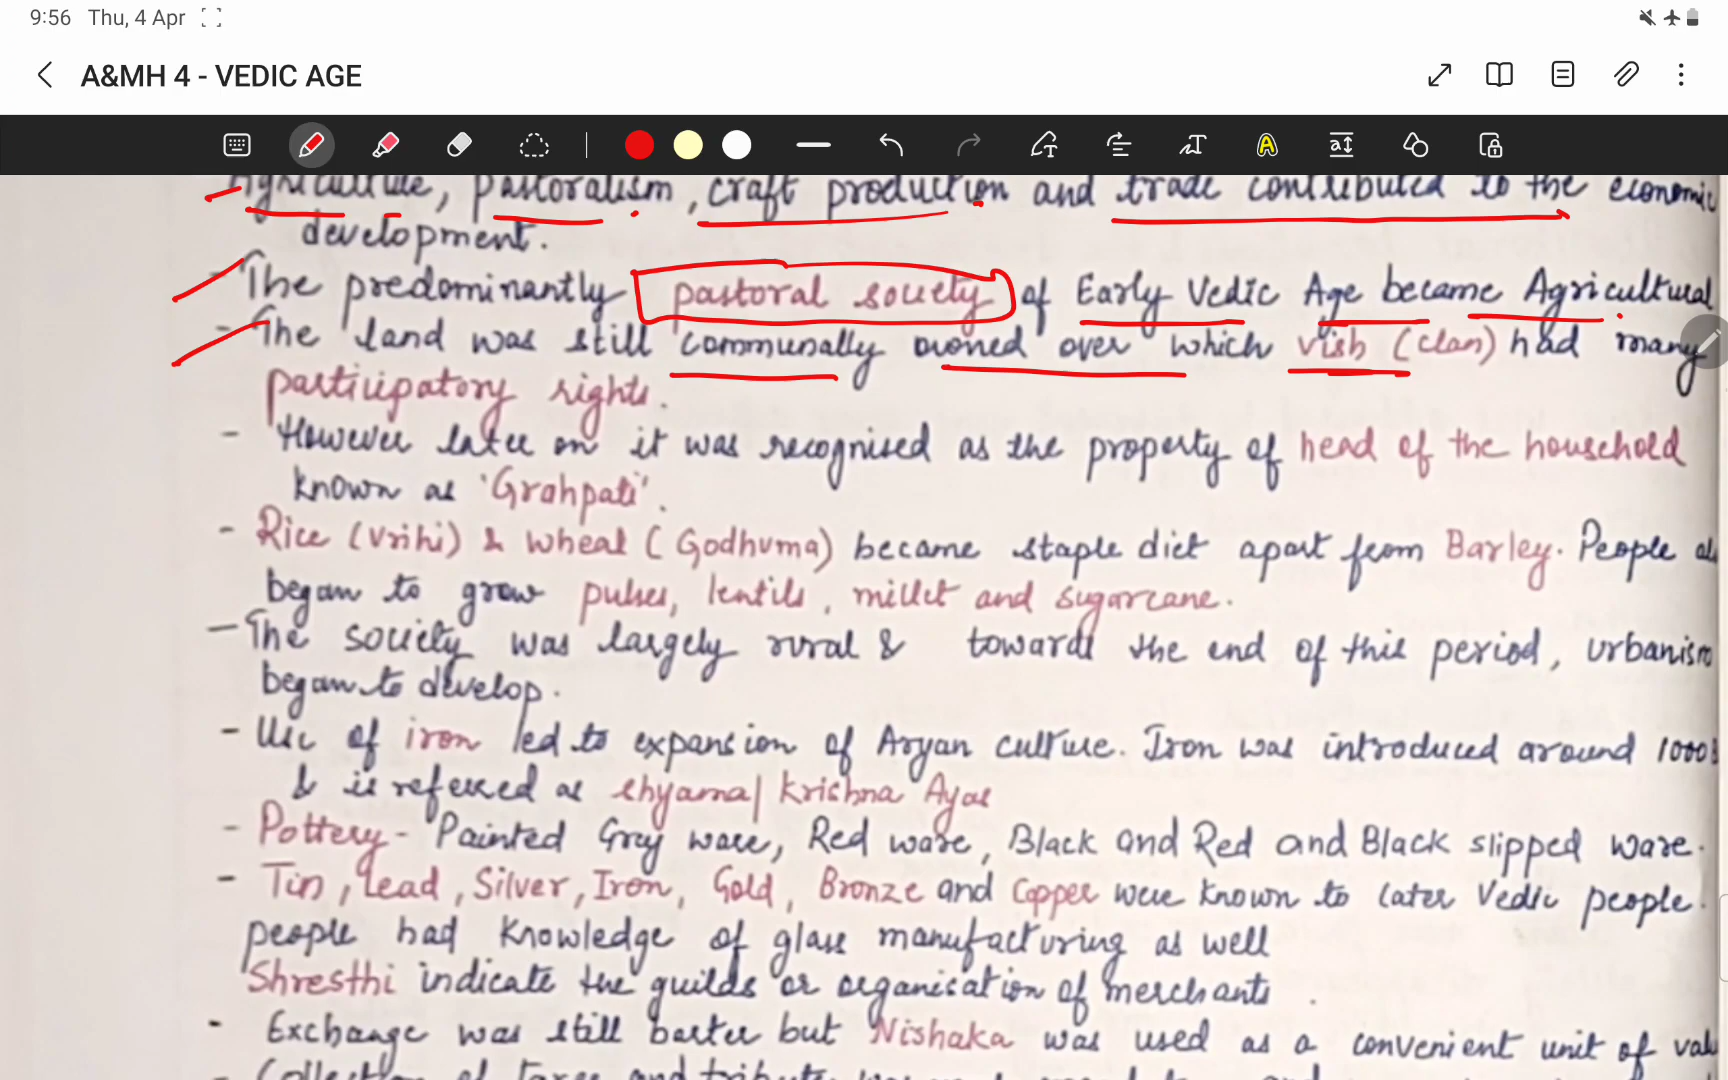 9:56 Thu, 4 Apr
A&MH 4 - VEDIC AGE
Agriculture, pastoralism, craft production and trade contributed to the economic
development.
- The predominantly pastoral society of Early Vedic Age became Agricultural
- The land was still communally owned over which vish (clan) had many
participatory rights.
- However later on it was recognised as the property of head of the household
known as 'Grahpati'.
- Rice (Vrihi) & Wheat (Godhuma) became staple diet apart from Barley. People
began to grow pulses, lentils, millet and sugarcane.
- The society was largely rural & towards the end of this period, urbanism
began to develop.
- Use of iron led to expansion of Aryan culture. Iron was introduced around 1000
& is referred as shyama/ Krishna Ayas
- Pottery - Painted Gray ware, Red ware, Black and Red and Black slipped ware.
- Tin, Lead, Silver, Iron, Gold, Bronze and Copper were known to later Vedic people.
people had knowledge of glass manufacturing as well
Shresthi indicate the guilds or organisation of merchants.
- Exchange was still barter but Nishaka was used as a convenient unit of